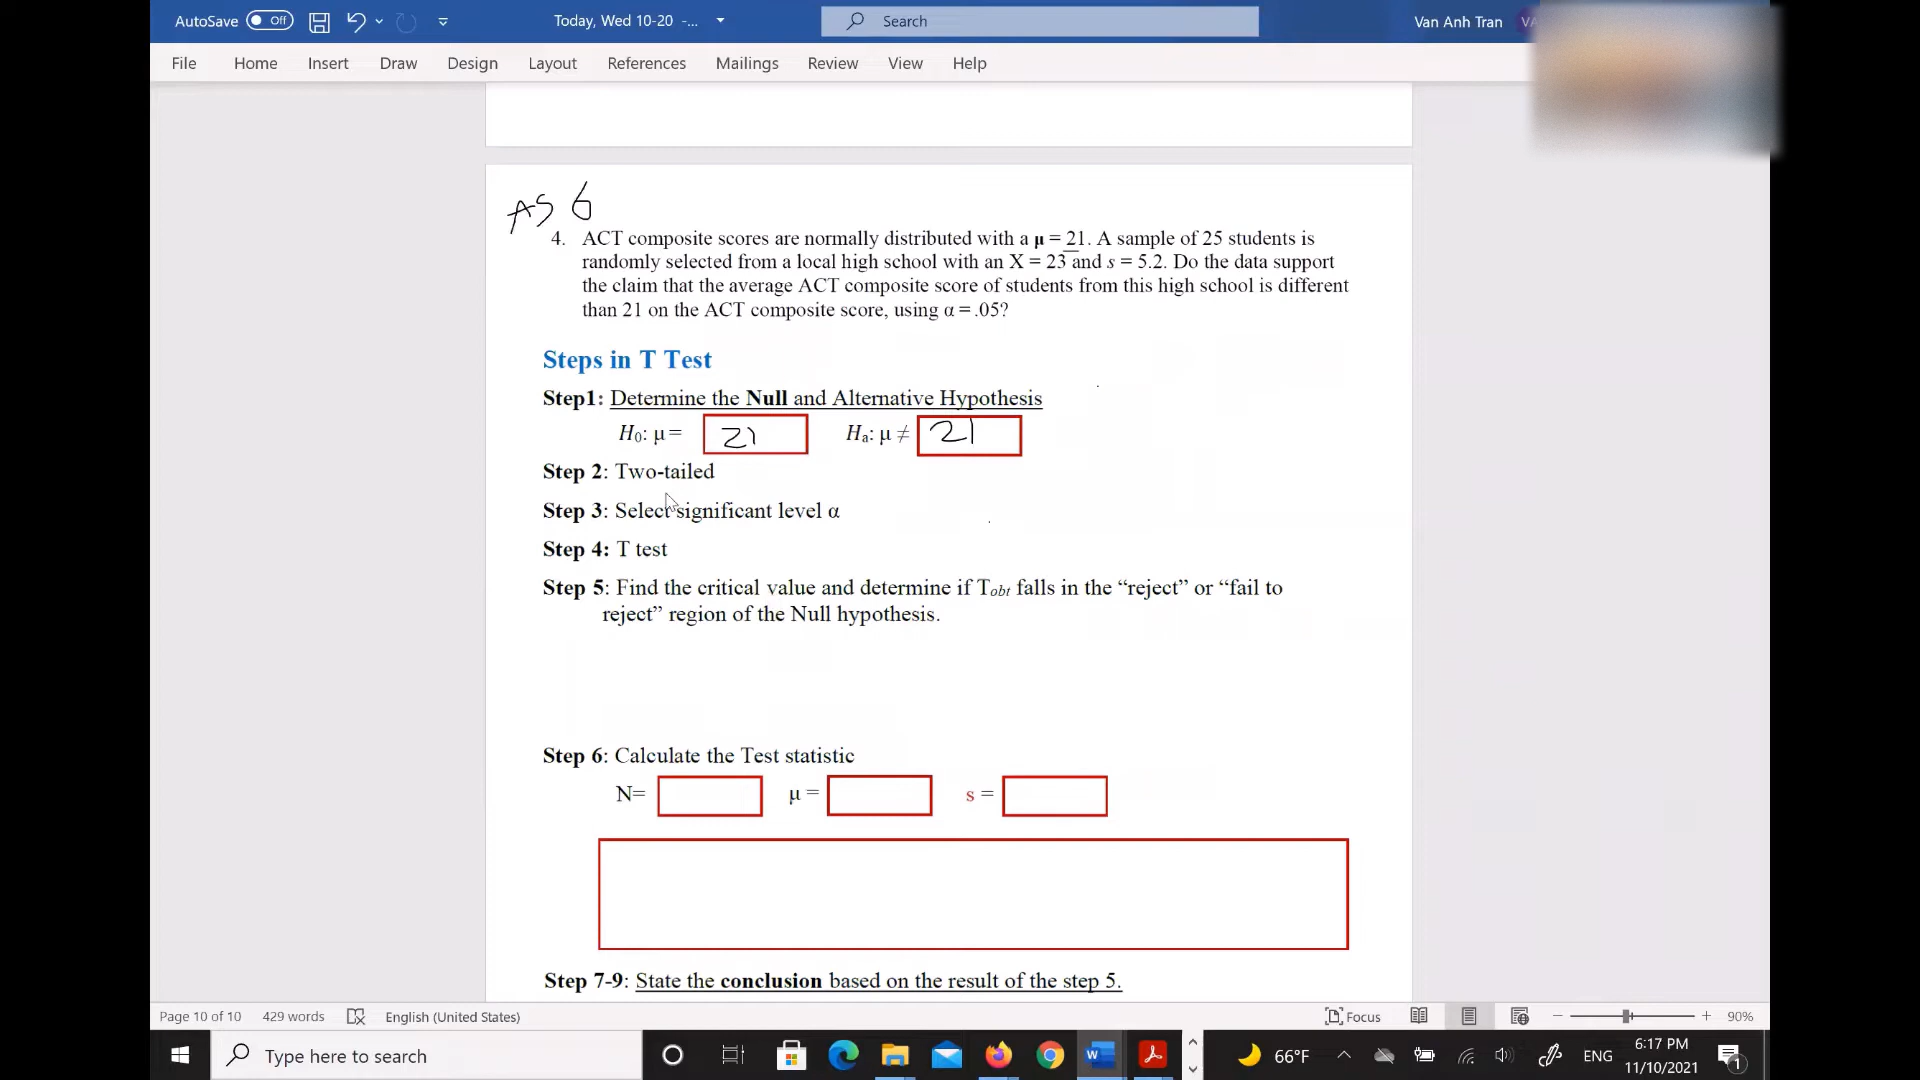 AutoSave Off Today, Wed 10-20 -... Search Van Anh Tran
File Home Insert Draw Design Layout References Mailings Review View Help
AS 6
4. ACT composite scores are normally distributed with a μ = 21. A sample of 25 students is
randomly selected from a local high school with an X̄ = 23 and s = 5.2. Do the data support
the claim that the average ACT composite score of students from this high school is different
than 21 on the ACT composite score, using α = .05?
Steps in T Test
Step1: Determine the Null and Alternative Hypothesis
H0: μ = 21 Ha: μ ≠ 21
Step 2: Two-tailed
Step 3: Select significant level α
Step 4: T test
Step 5: Find the critical value and determine if Tobt falls in the “reject” or “fail to
reject” region of the Null hypothesis.
Step 6: Calculate the Test statistic
N= μ = s =
Step 7-9: State the conclusion based on the result of the step 5.
Page 10 of 10 429 words English (United States) Focus 90%
Type here to search 66°F ENG 6:17 PM
11/10/2021 1